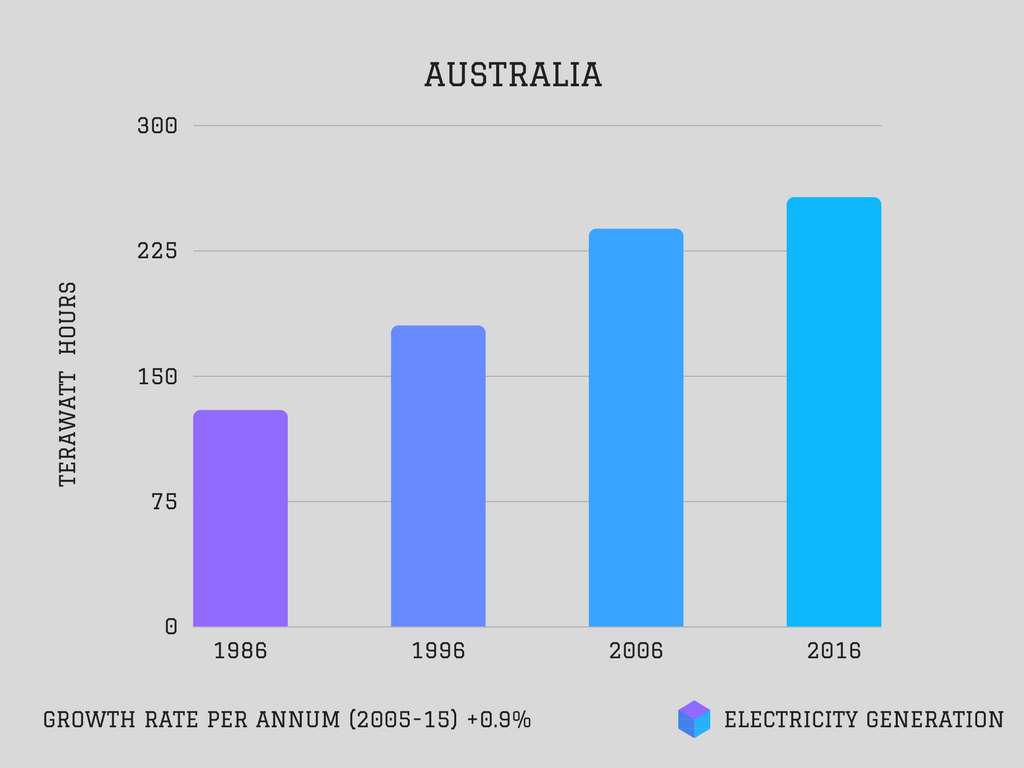 AUSTRALIA
300
225
150
75
0
TERAWATT HOURS
1986 1996 2006 2016
GROWTH RATE PER ANNUM (2005-15) +0.9%
ELECTRICITY GENERATION